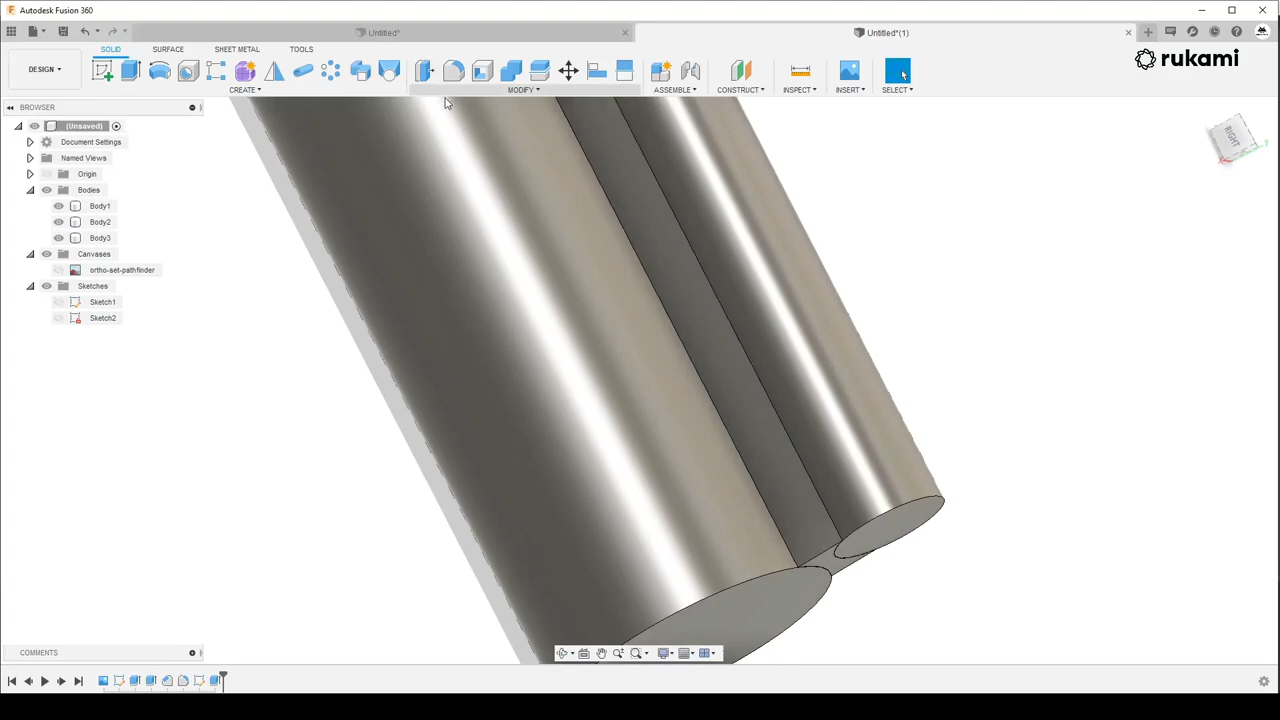 Autodesk Fusion 360
Untitled*
Untitled*(1)
SOLID
SURFACE
SHEET METAL
TOOLS
DESIGN
CREATE
MODIFY
ASSEMBLE
CONSTRUCT
INSPECT
INSERT
SELECT
rukami
BROWSER
(Unsaved)
Document Settings
Named Views
Origin
Bodies
Body1
Body2
Body3
Canvases
ortho-set-pathfinder
Sketches
Sketch1
Sketch2
RIGHT
COMMENTS